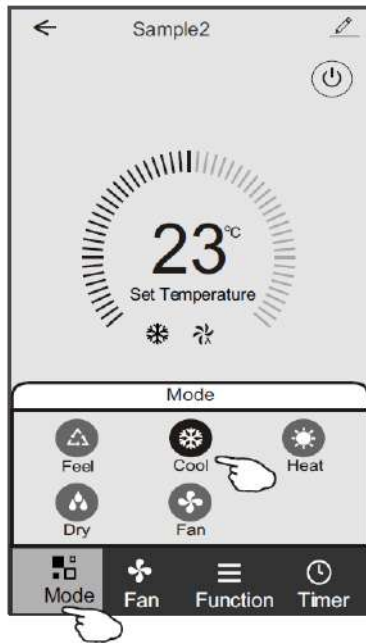 Sample2
23°C
Set Temperature
A
Mode
Feel Cool Heat
Dry Fan
Mode Fan Function Timer